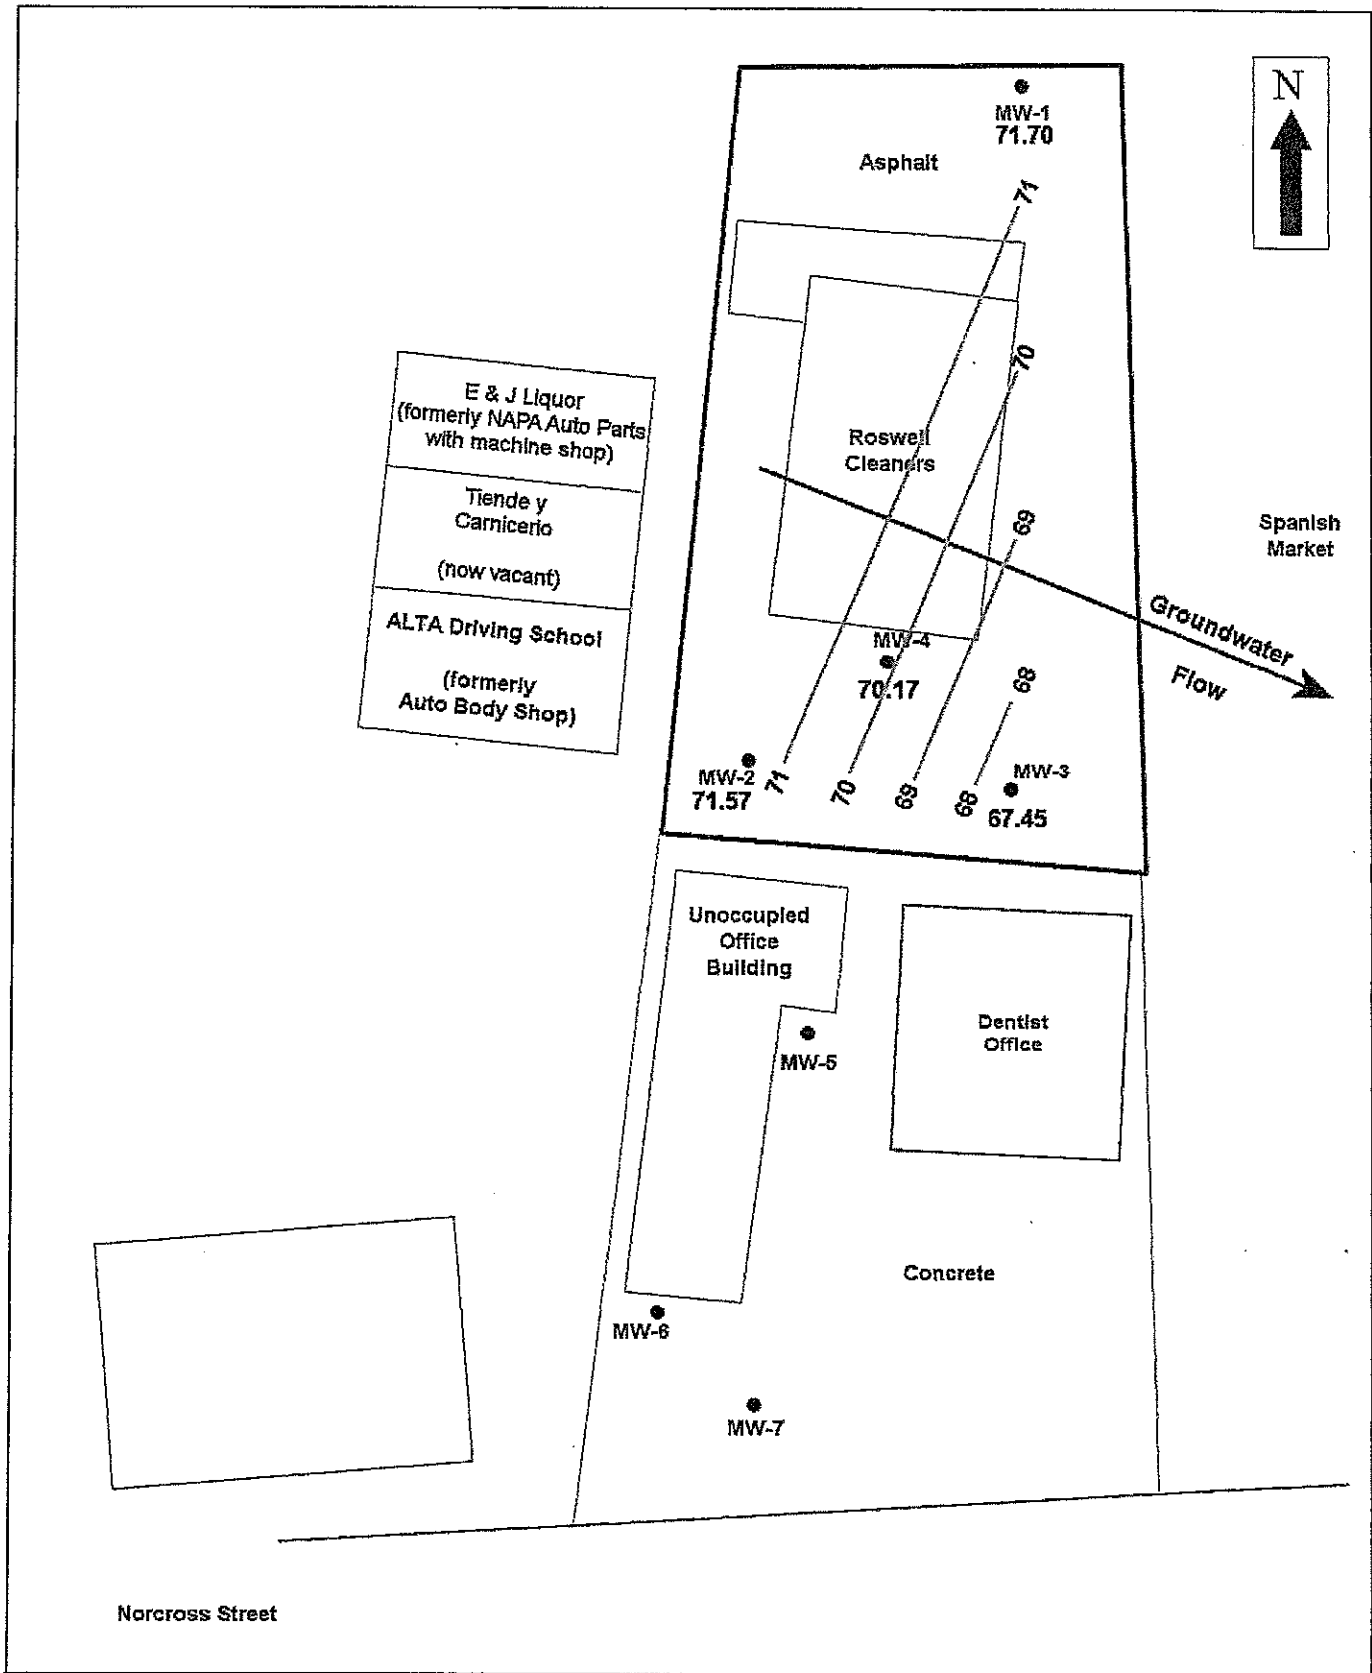 N
MW-1
71.70
Asphalt
71
70
E & J Liquor
(formerly NAPA Auto Parts
with machine shop)
Roswell
Cleaners
Tiende y
Carnicerio
(now vacant)
69
Spanish
Market
Groundwater
Flow
ALTA Driving School
(formerly
Auto Body Shop)
MW-4
70.17
68
MW-2
71.57
71
70
69
68
MW-3
67.45
Unoccupied
Office
Building
Dentist
Office
MW-5
Concrete
MW-6
MW-7
Norcross Street